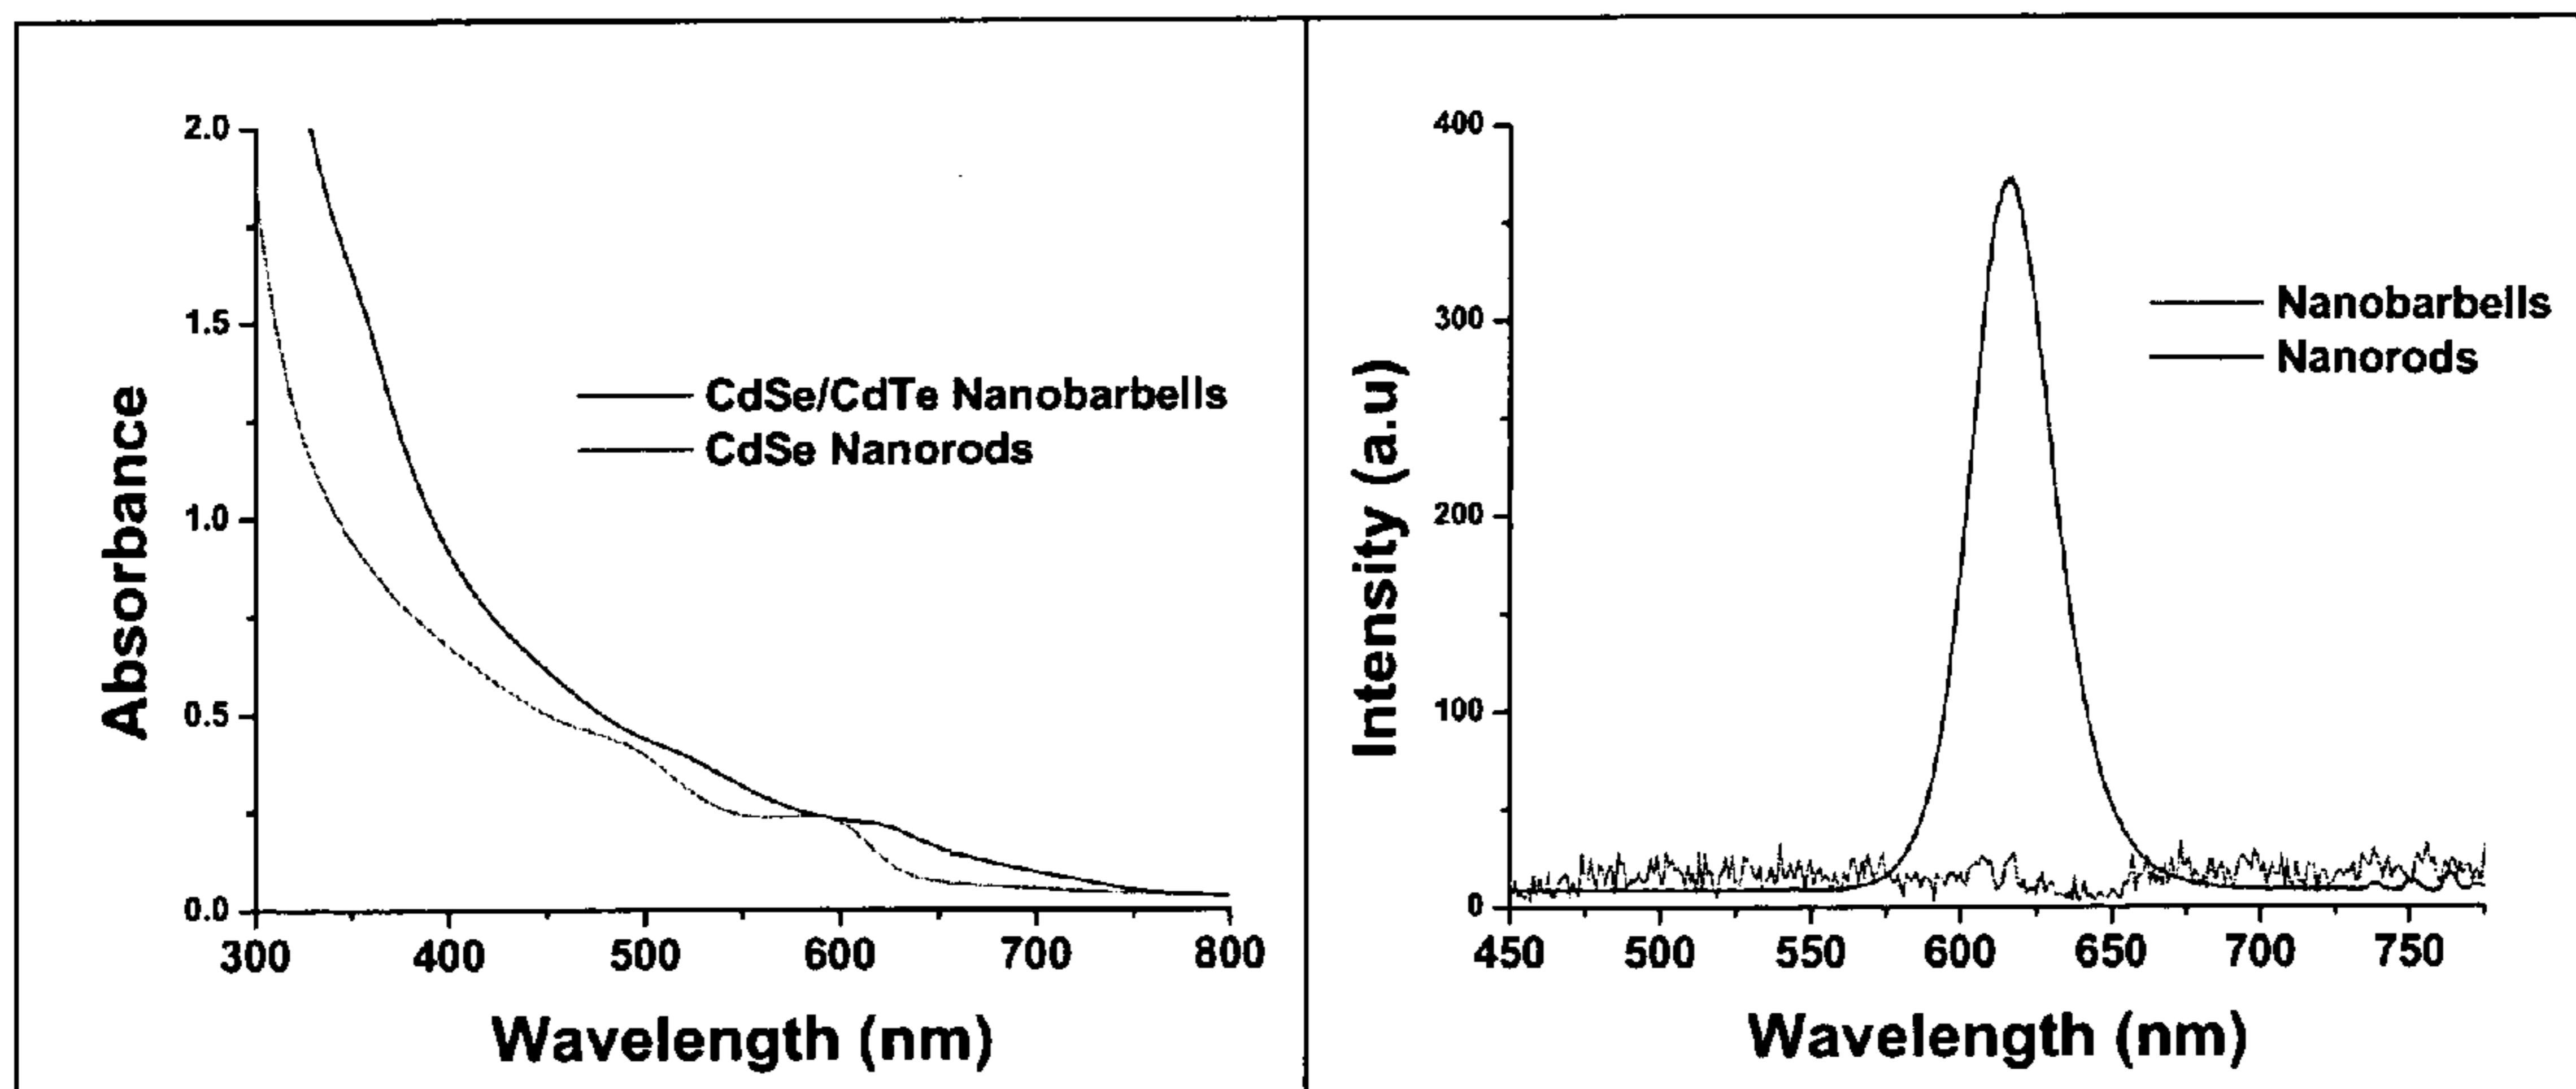 2.0
1.5
1.0
0.5
0.0
300 400 500 600 700 800
Absorbance
Wavelength (nm)
CdSe/CdTe Nanobarbells
CdSe Nanorods
400
300
200
100
0
450 500 550 600 650 700 750
Intensity (a.u)
Wavelength (nm)
Nanobarbells
Nanorods